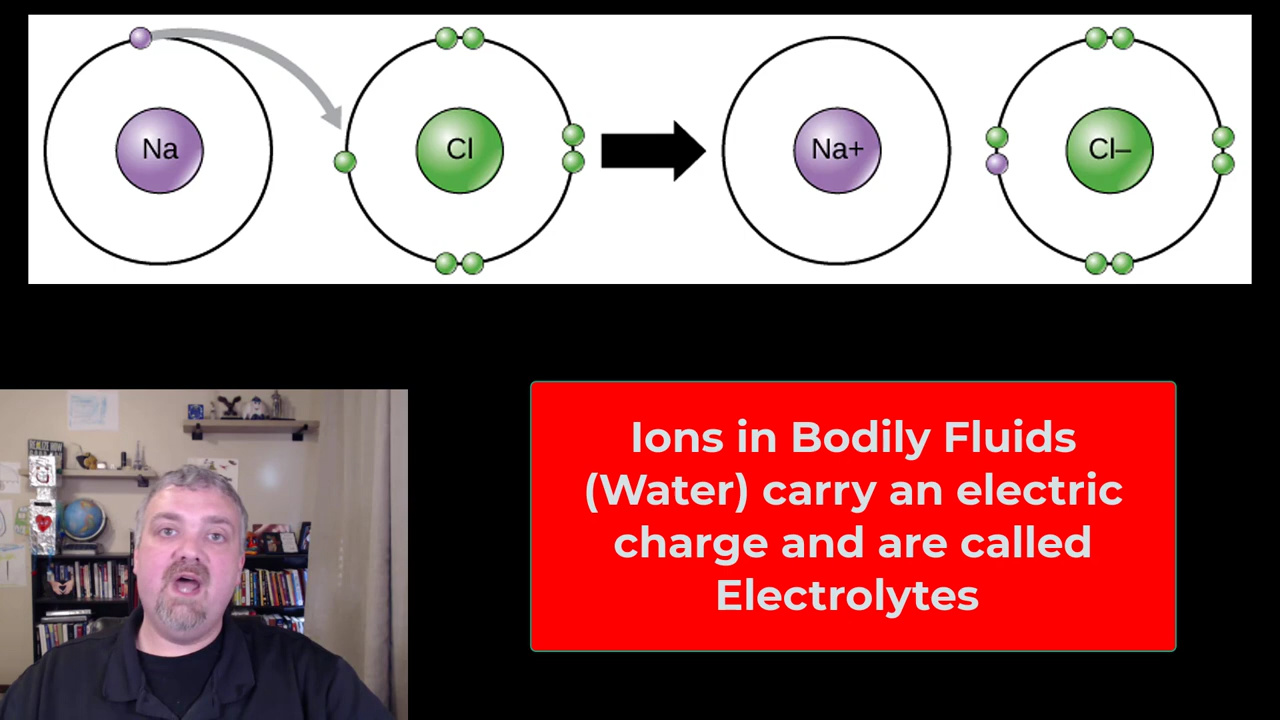 Na Cl Na+ Cl–
Ions in Bodily Fluids
(Water) carry an electric
charge and are called
Electrolytes